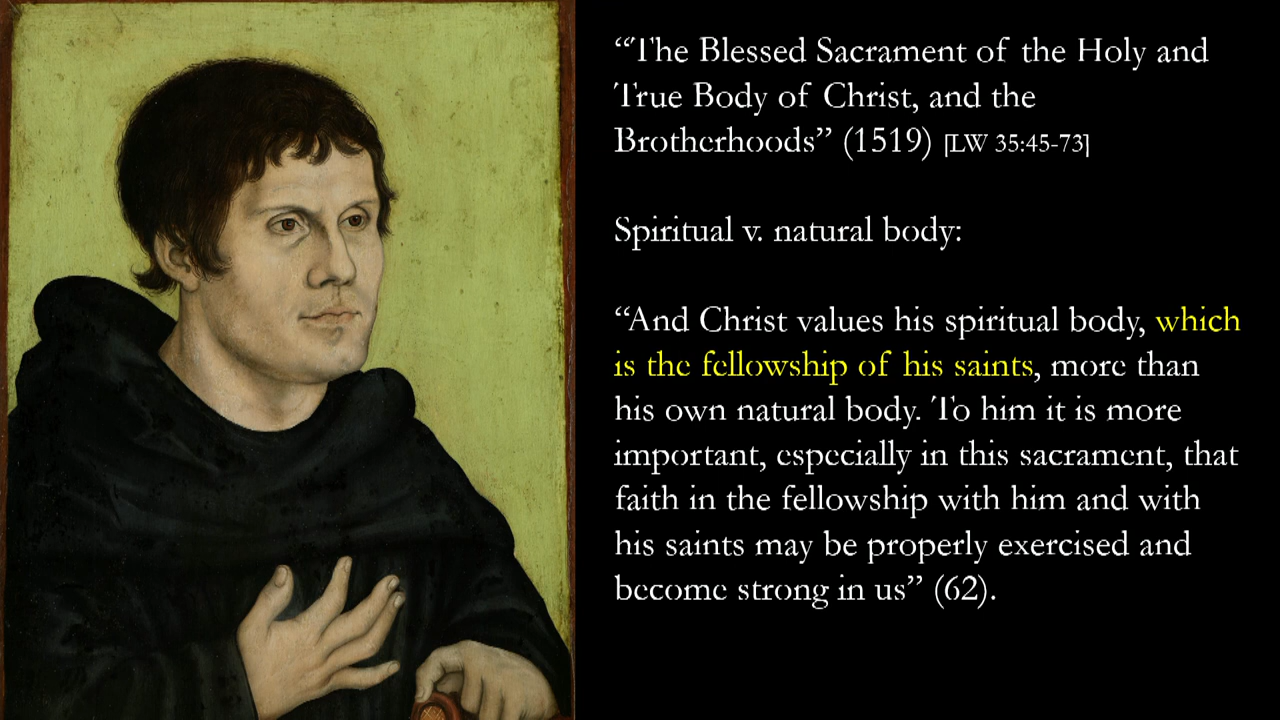 “The Blessed Sacrament of the Holy and
True Body of Christ, and the
Brotherhoods” (1519) [LW 35:45-73]
Spiritual v. natural body:
“And Christ values his spiritual body, which
is the fellowship of his saints, more than
his own natural body. To him it is more
important, especially in this sacrament, that
faith in the fellowship with him and with
his saints may be properly exercised and
become strong in us” (62).